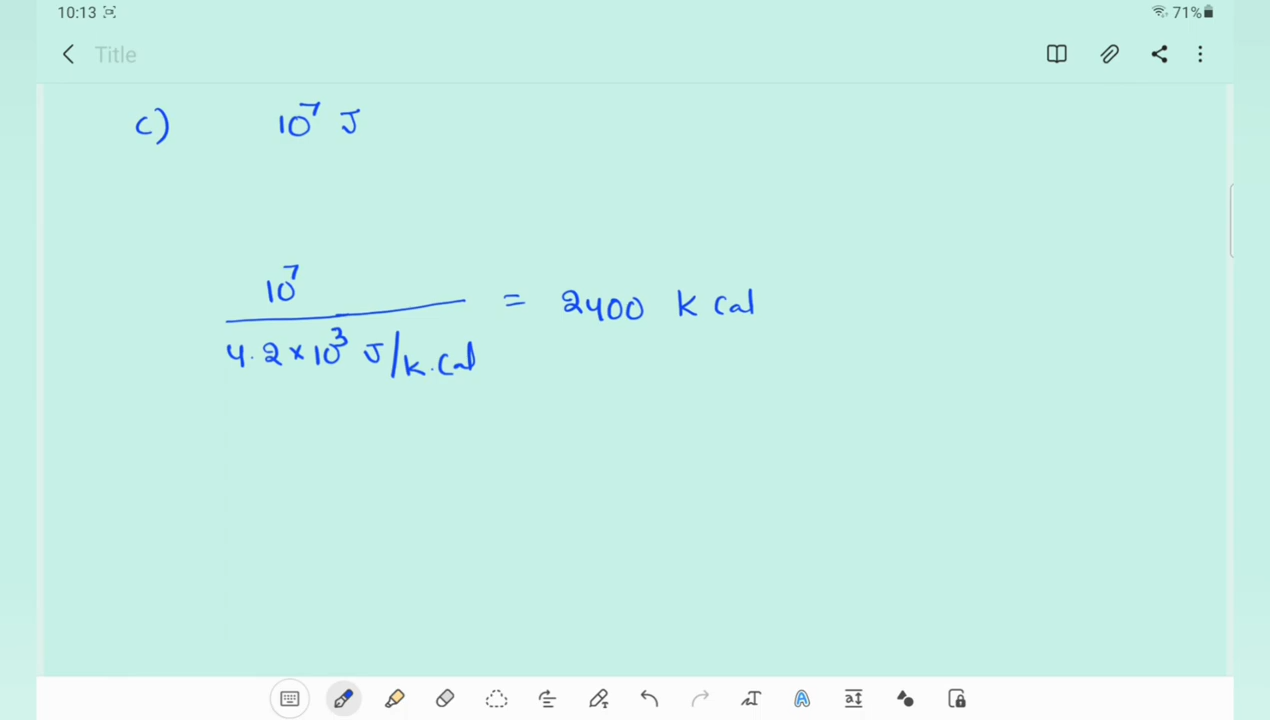 10:13 71%
Title
c) 10⁷ J
10⁷
4.2×10³ J/k.Cal = 2400 k Cal